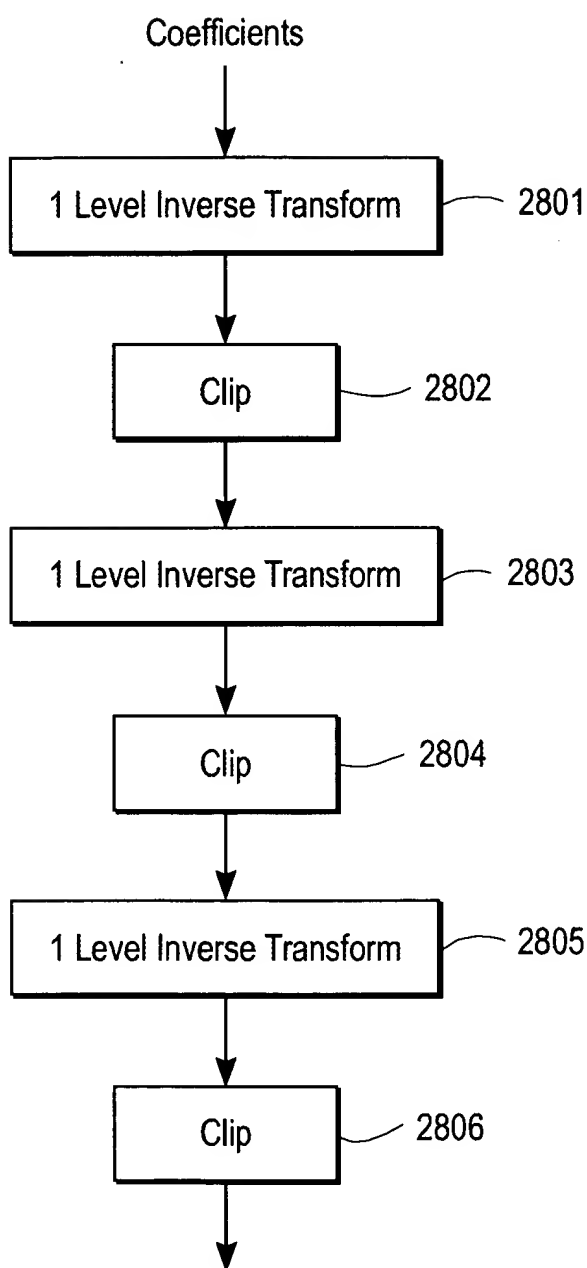 Coefficients
1 Level Inverse Transform 2801
Clip 2802
1 Level Inverse Transform 2803
Clip 2804
1 Level Inverse Transform 2805
Clip 2806